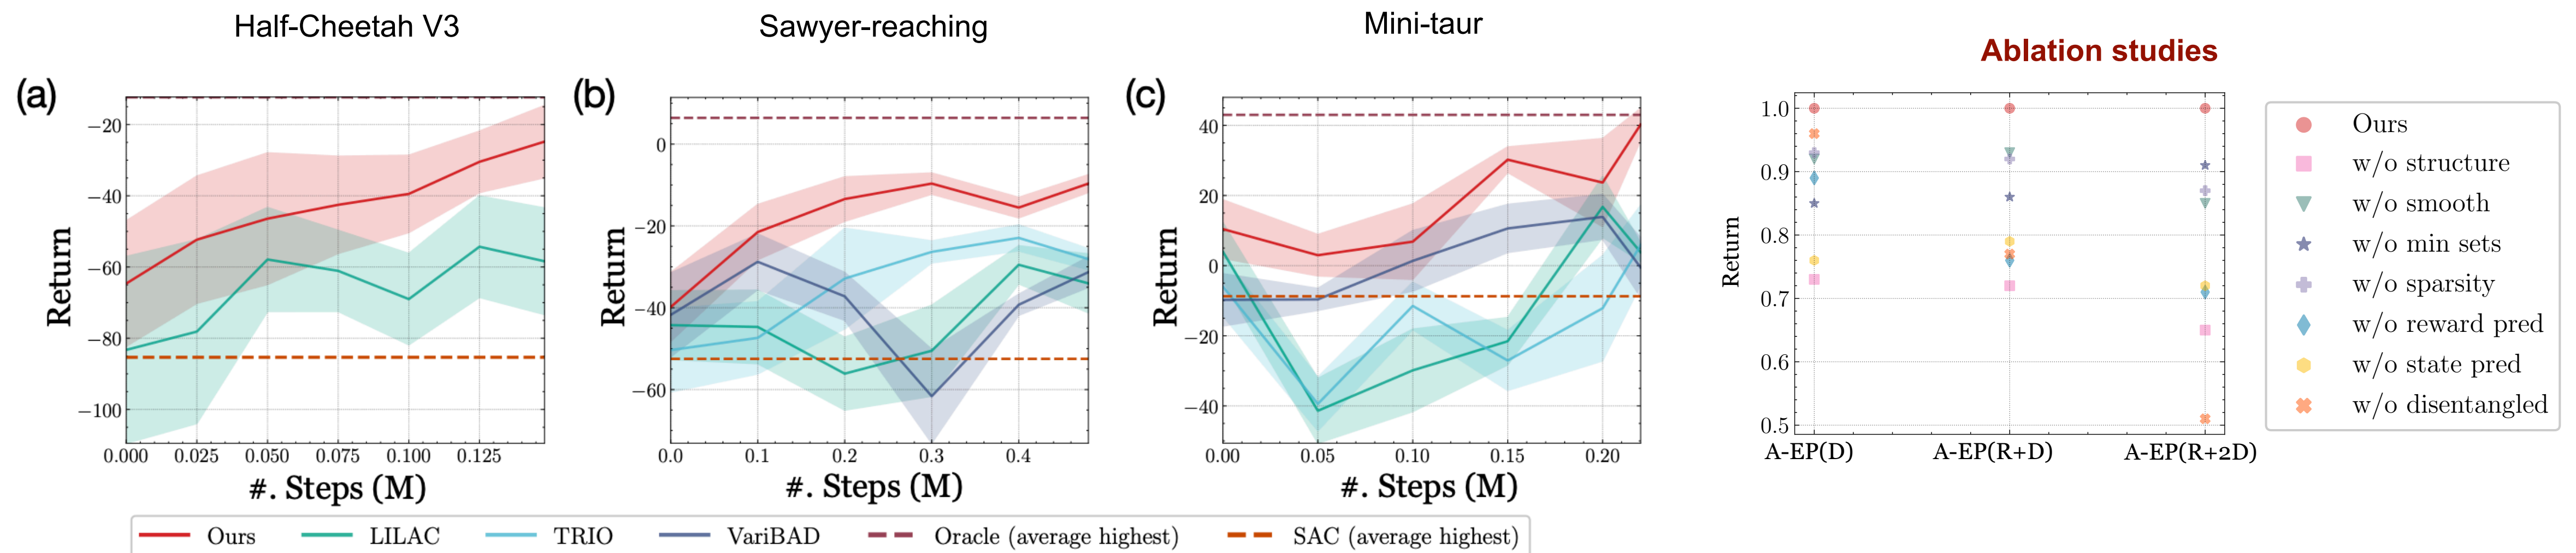 Half-Cheetah V3
Sawyer-reaching
Mini-taur
Ablation studies
(a)
Return
−20
−40
−60
−80
−100
0.000 0.025 0.050 0.075 0.100 0.125
#. Steps (M)
(b)
Return
0
−20
−40
−60
0.0 0.1 0.2 0.3 0.4
#. Steps (M)
(c)
Return
40
20
0
−20
−40
0.00 0.05 0.10 0.15 0.20
#. Steps (M)
Ours LILAC TRIO VariBAD Oracle (average highest) SAC (average highest)
Return
1.0
0.9
0.8
0.7
0.6
0.5
A-EP(D) A-EP(R+D) A-EP(R+2D)
Ours
w/o structure
w/o smooth
w/o min sets
w/o sparsity
w/o reward pred
w/o state pred
w/o disentangled